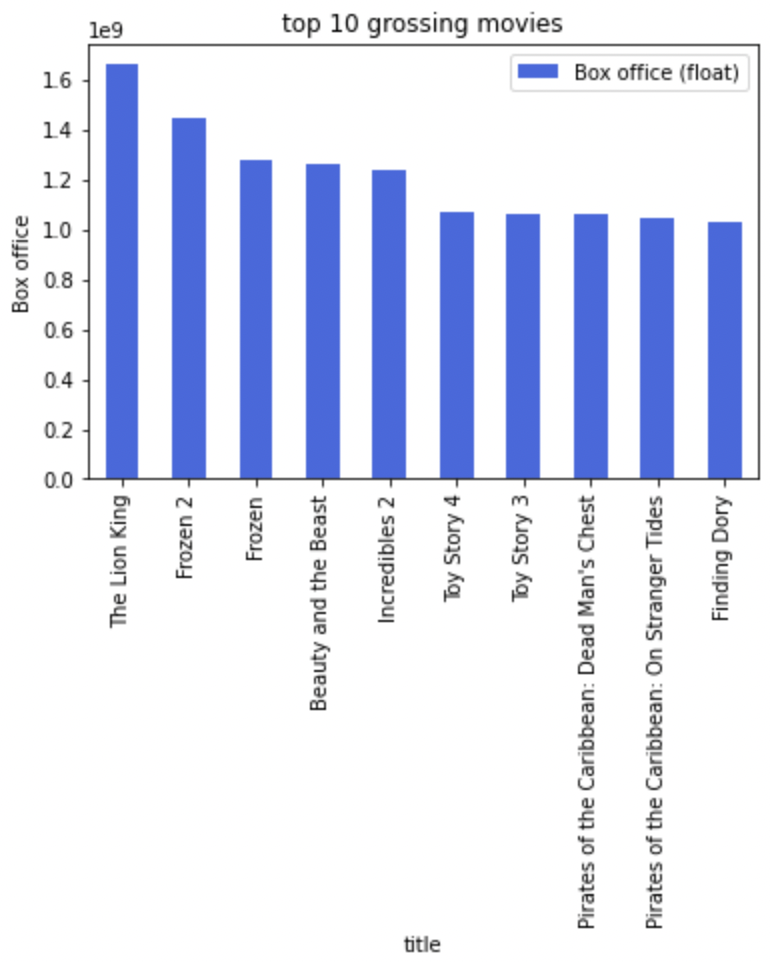 top 10 grossing movies
1e9
Box office (float)
1.6
1.4
1.2
1.0
0.8
0.6
0.4
0.2
0.0
Box office
The Lion King
Frozen 2
Frozen
Beauty and the Beast
Incredibles 2
Toy Story 4
Toy Story 3
Pirates of the Caribbean: Dead Man's Chest
Pirates of the Caribbean: On Stranger Tides
Finding Dory
title